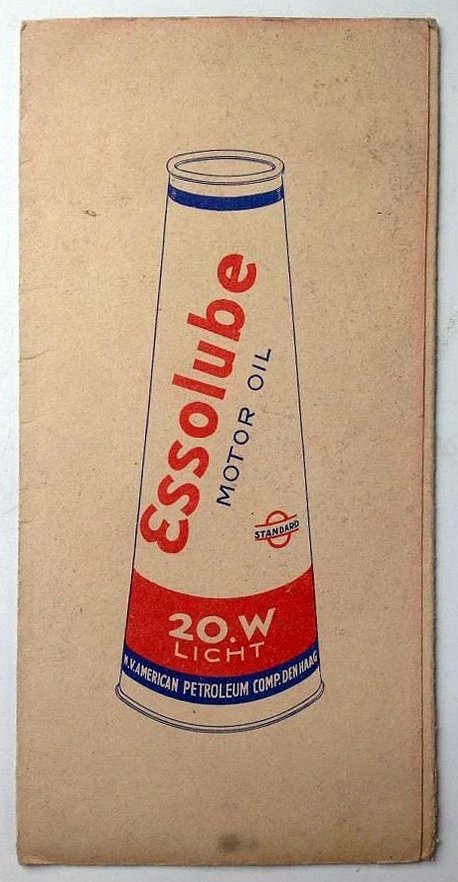 Essolube
MOTOR OIL
STANDARD
20.W
LICHT
N.V. AMERICAN PETROLEUM COMP. DEN HAAG